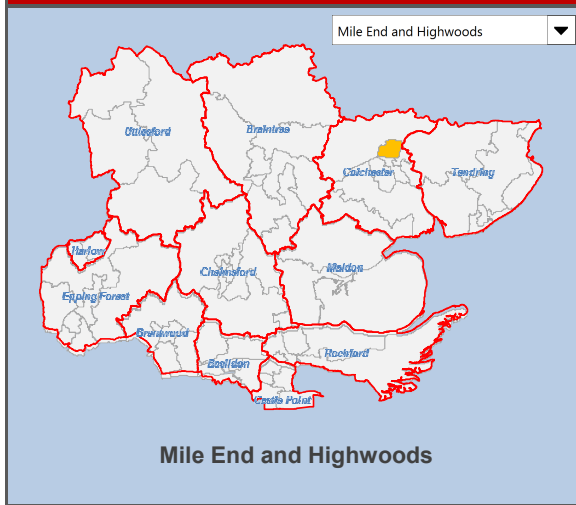 Mile End and Highwoods
Uttlesford
Braintree
Colchester
Tendring
Harlow
Chelmsford
Maldon
Epping Forest
Brentwood
Rochford
Basildon
Castle Point
Mile End and Highwoods